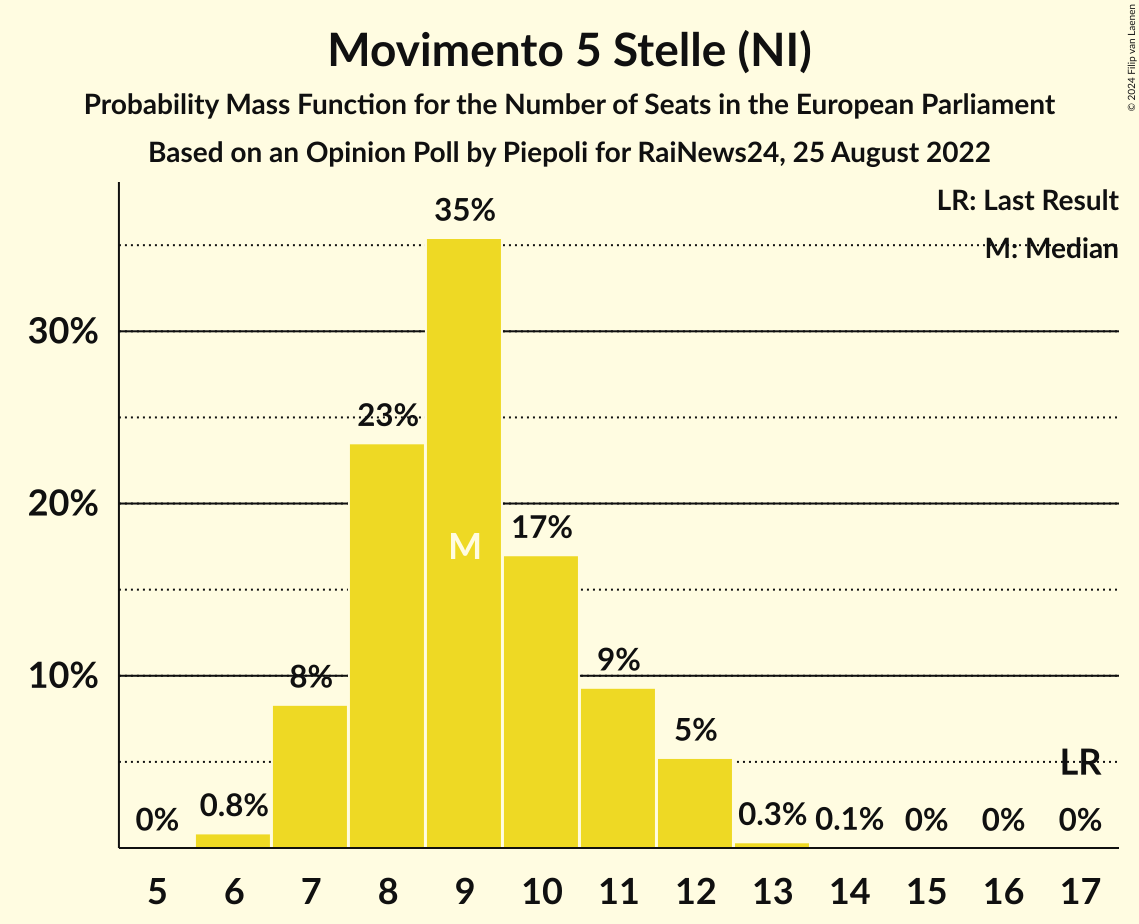 Movimento 5 Stelle (NI)
Probability Mass Function for the Number of Seats in the European Parliament
Based on an Opinion Poll by Piepoli for RaiNews24, 25 August 2022
© 2024 Filip van Laenen
LR: Last Result
M: Median
35%
30%
23%
20%
17%
M
10%
8%
9%
5%
LR
0%
0.8%
0.3%
0.1%
0%
0%
0%
5 6 7 8 9 10 11 12 13 14 15 16 17